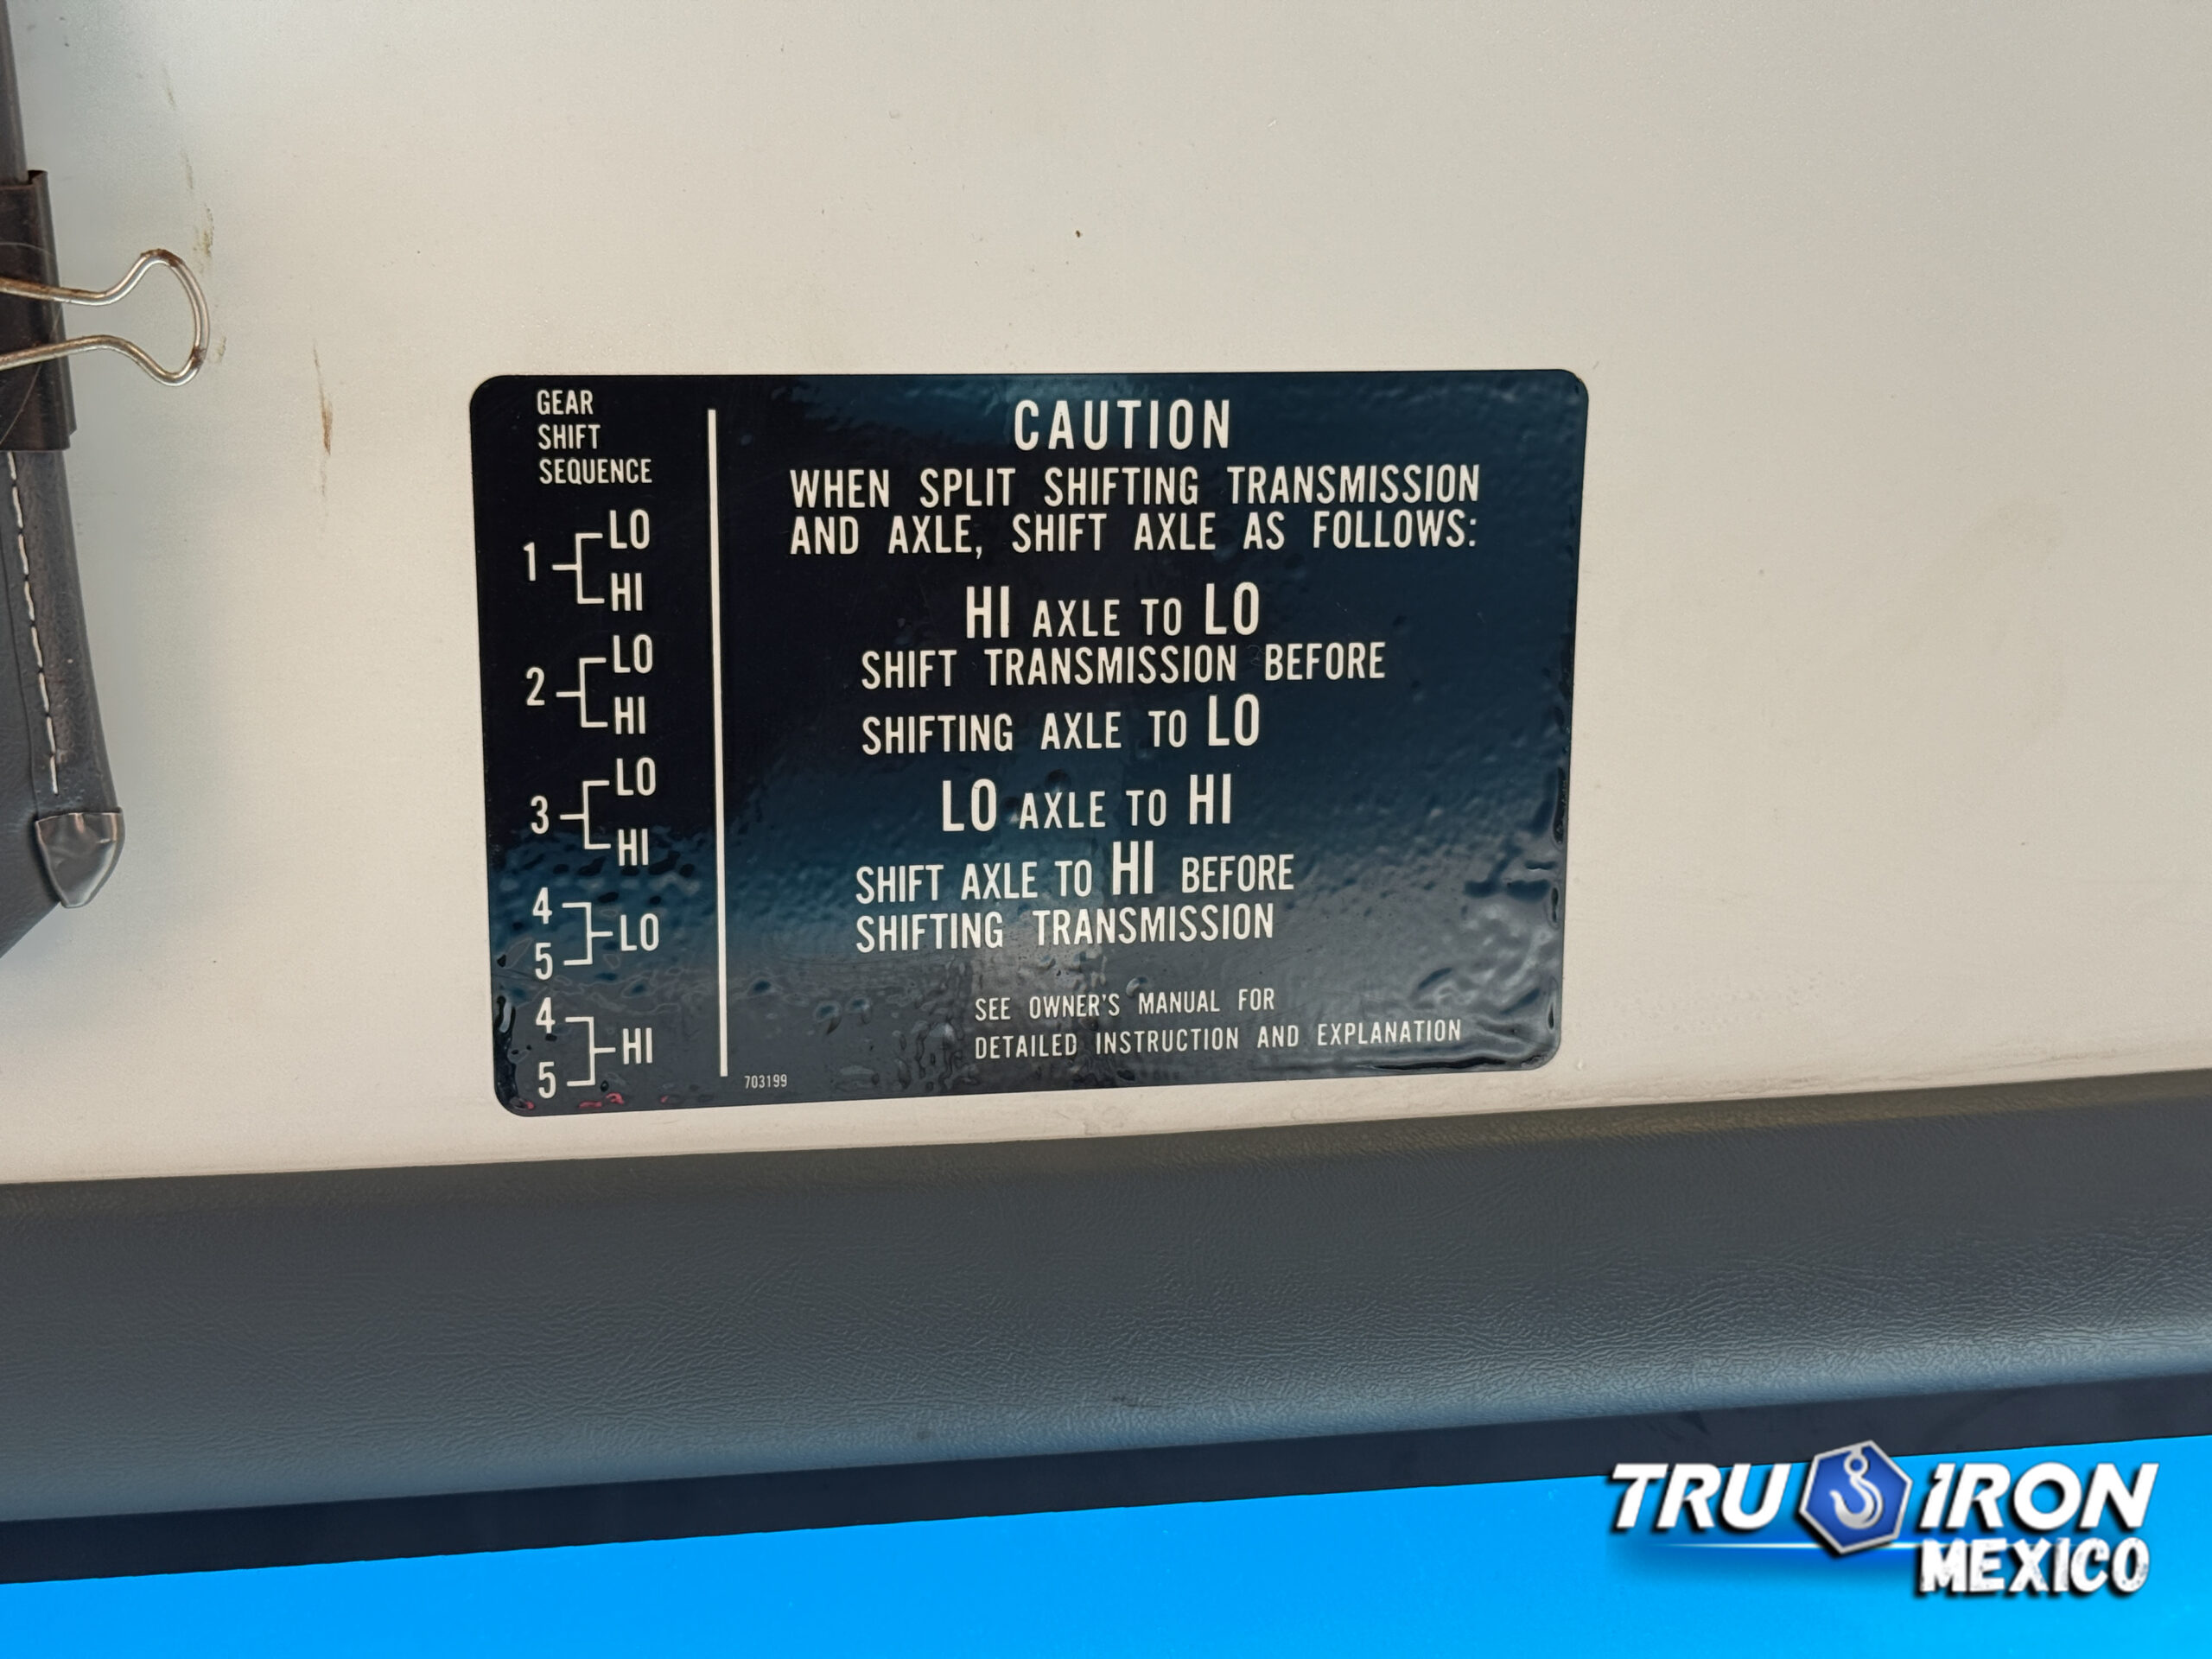 GEAR
SHIFT
SEQUENCE
1 LO
HI
2 LO
HI
3 LO
HI
4
5 LO
4
5 HI
CAUTION
WHEN SPLIT SHIFTING TRANSMISSION
AND AXLE, SHIFT AXLE AS FOLLOWS:
HI AXLE TO LO
SHIFT TRANSMISSION BEFORE
SHIFTING AXLE TO LO
LO AXLE TO HI
SHIFT AXLE TO HI BEFORE
SHIFTING TRANSMISSION
SEE OWNER'S MANUAL FOR
DETAILED INSTRUCTION AND EXPLANATION
703199
TRU IRON
MEXICO